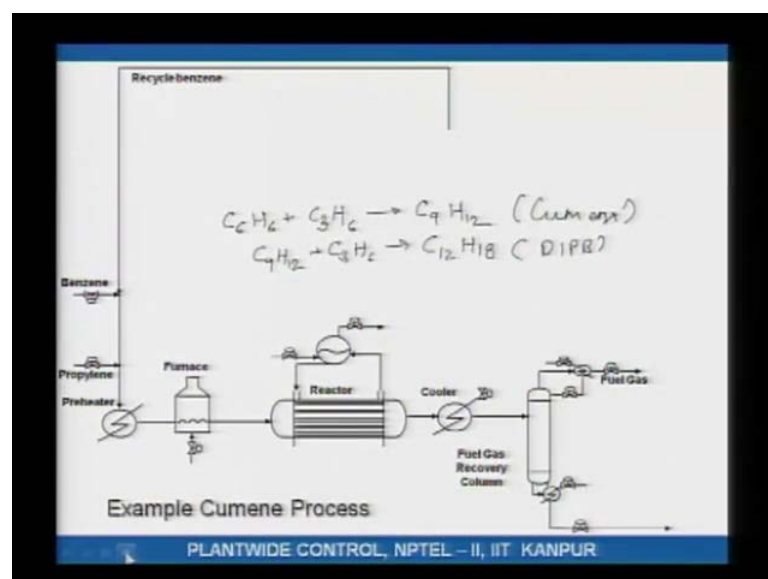 Recycle benzene
C6H6 + C3H6 → C9H12 (Cumene)
C9H12 + C3H6 → C12H18 (DIPB)
Benzene
Propylene
Preheater
Furnace
Reactor
Cooler
Fuel Gas
Fuel Gas
Recovery
Column
Example Cumene Process
PLANTWIDE CONTROL, NPTEL – II, IIT KANPUR